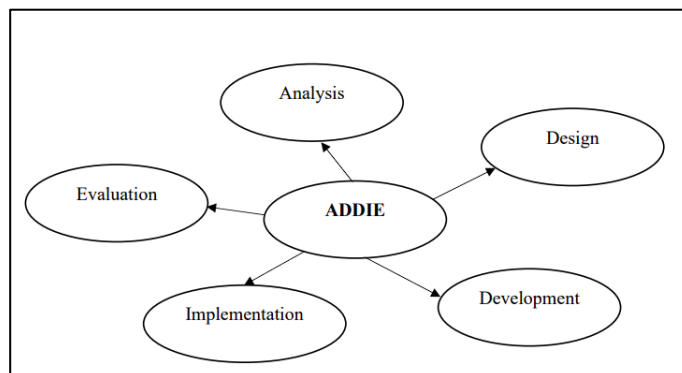 Analysis
Design
Evaluation
ADDIE
Development
Implementation